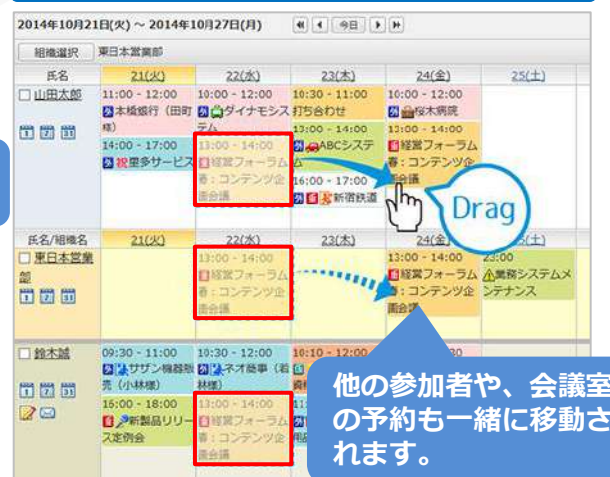 2014年10月21日(火) ～ 2014年10月27日(月) 今日
組織選択 東日本営業部
氏名 21(火) 22(水) 23(木) 24(金) 25(土)
山田太郎
11:00 - 12:00
外 日本橋銀行（田町様）
14:00 - 17:00
外 祝 里多サービス
10:00 - 12:00
外 ダイナモシステム
13:00 - 14:00
経営フォーラム春：コンテンツ企画会議
10:30 - 11:00
打ち合わせ
13:00 - 14:00
外 ABCシステム
16:00 - 17:00
外 新宿鉄道
10:00 - 12:00
外 桜木病院
13:00 - 14:00
経営フォーラム春：コンテンツ企画会議
Drag
氏名/組織名 21(火) 22(水) 23(木) 24(金) 25(土)
東日本営業部
13:00 - 14:00
経営フォーラム春：コンテンツ企画会議
13:00 - 14:00
経営フォーラム春：コンテンツ企画会議
23:00
業務システムメンテナンス
鈴木誠
09:30 - 11:00
外 サザン機器販売（小林様）
16:00 - 18:00
新製品リリース定例会
10:30 - 12:00
外 ネオ商事（若林様）
13:00 - 14:00
経営フォーラム春：コンテンツ企画会議
10:10 - 12:00
他の参加者や、会議室
の予約も一緒に移動さ
れます。